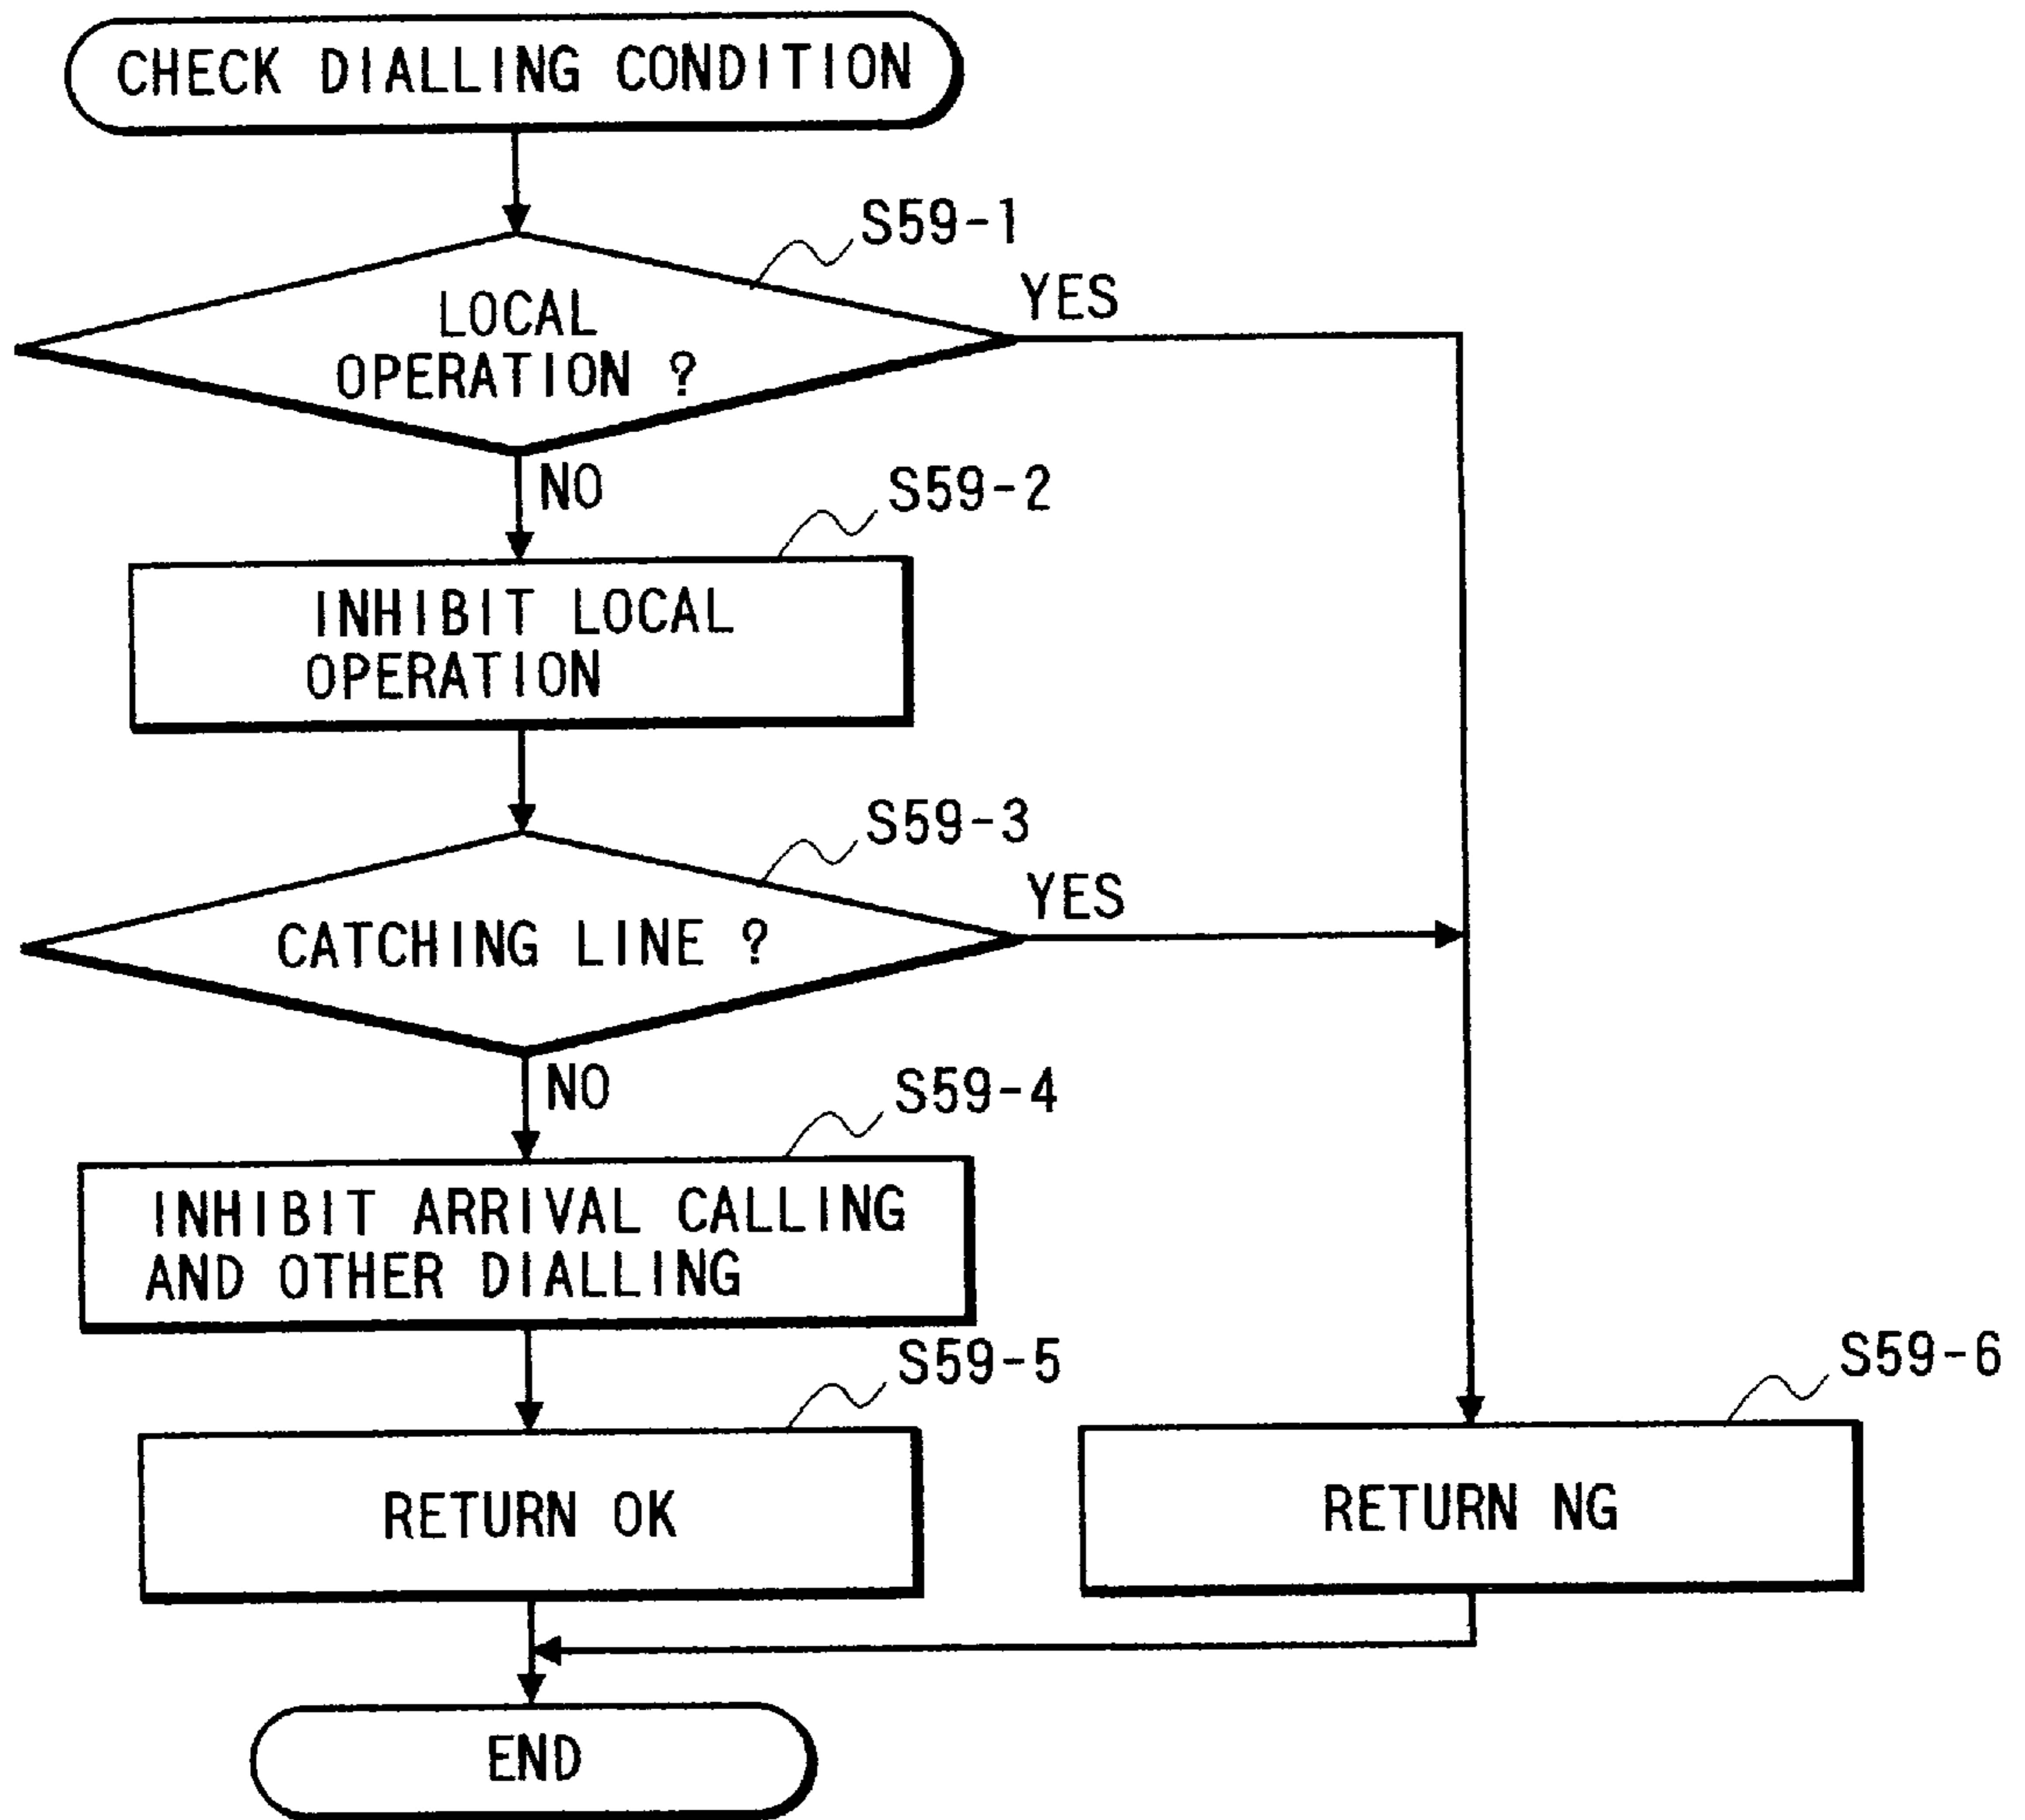 CHECK DIALLING CONDITION
S59-1
LOCAL
OPERATION ?
YES
NO
S59-2
INHIBIT LOCAL
OPERATION
S59-3
CATCHING LINE ?
YES
NO
S59-4
INHIBIT ARRIVAL CALLING
AND OTHER DIALLING
S59-5
RETURN OK
S59-6
RETURN NG
END